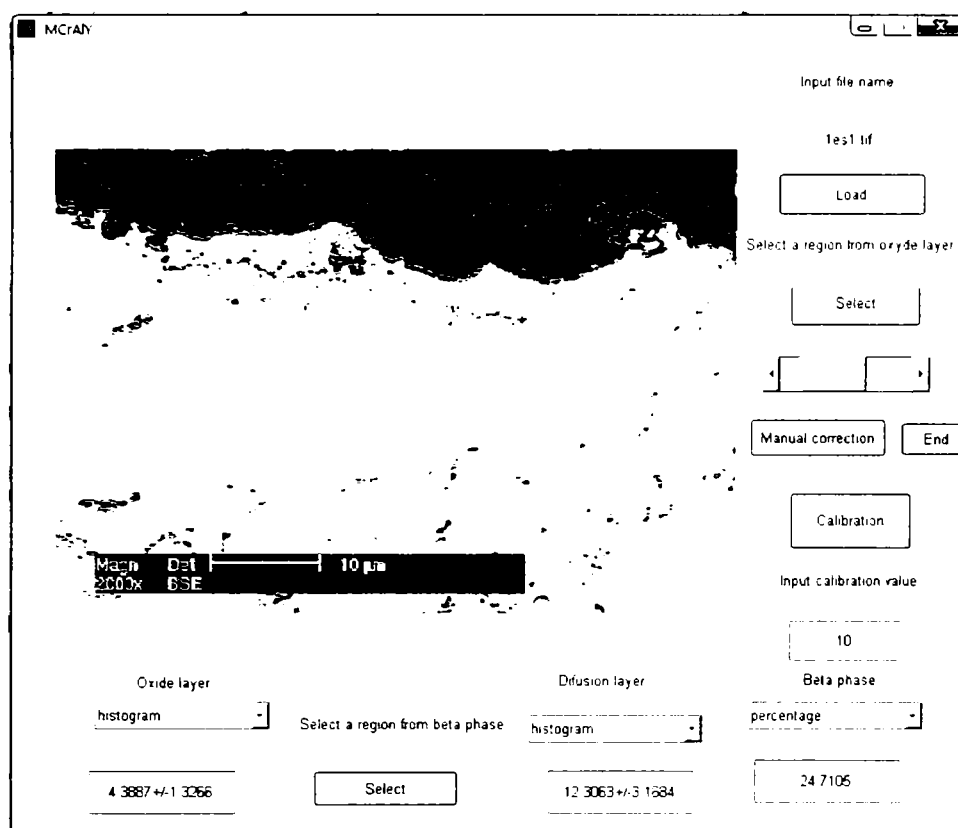 MCrAlY
Input file name
1es1.tif
Load
Select a region from oxyde layer
Select
Manual correction
End
Calibration
Magn Det 10 µm
2000x BSE
Input calibration value
10
Oxide layer
Difusion layer
Beta phase
histogram
Select a region from beta phase
histogram
percentage
4.3887+/-1.3266
Select
12.3063+/-3.1684
24.7105